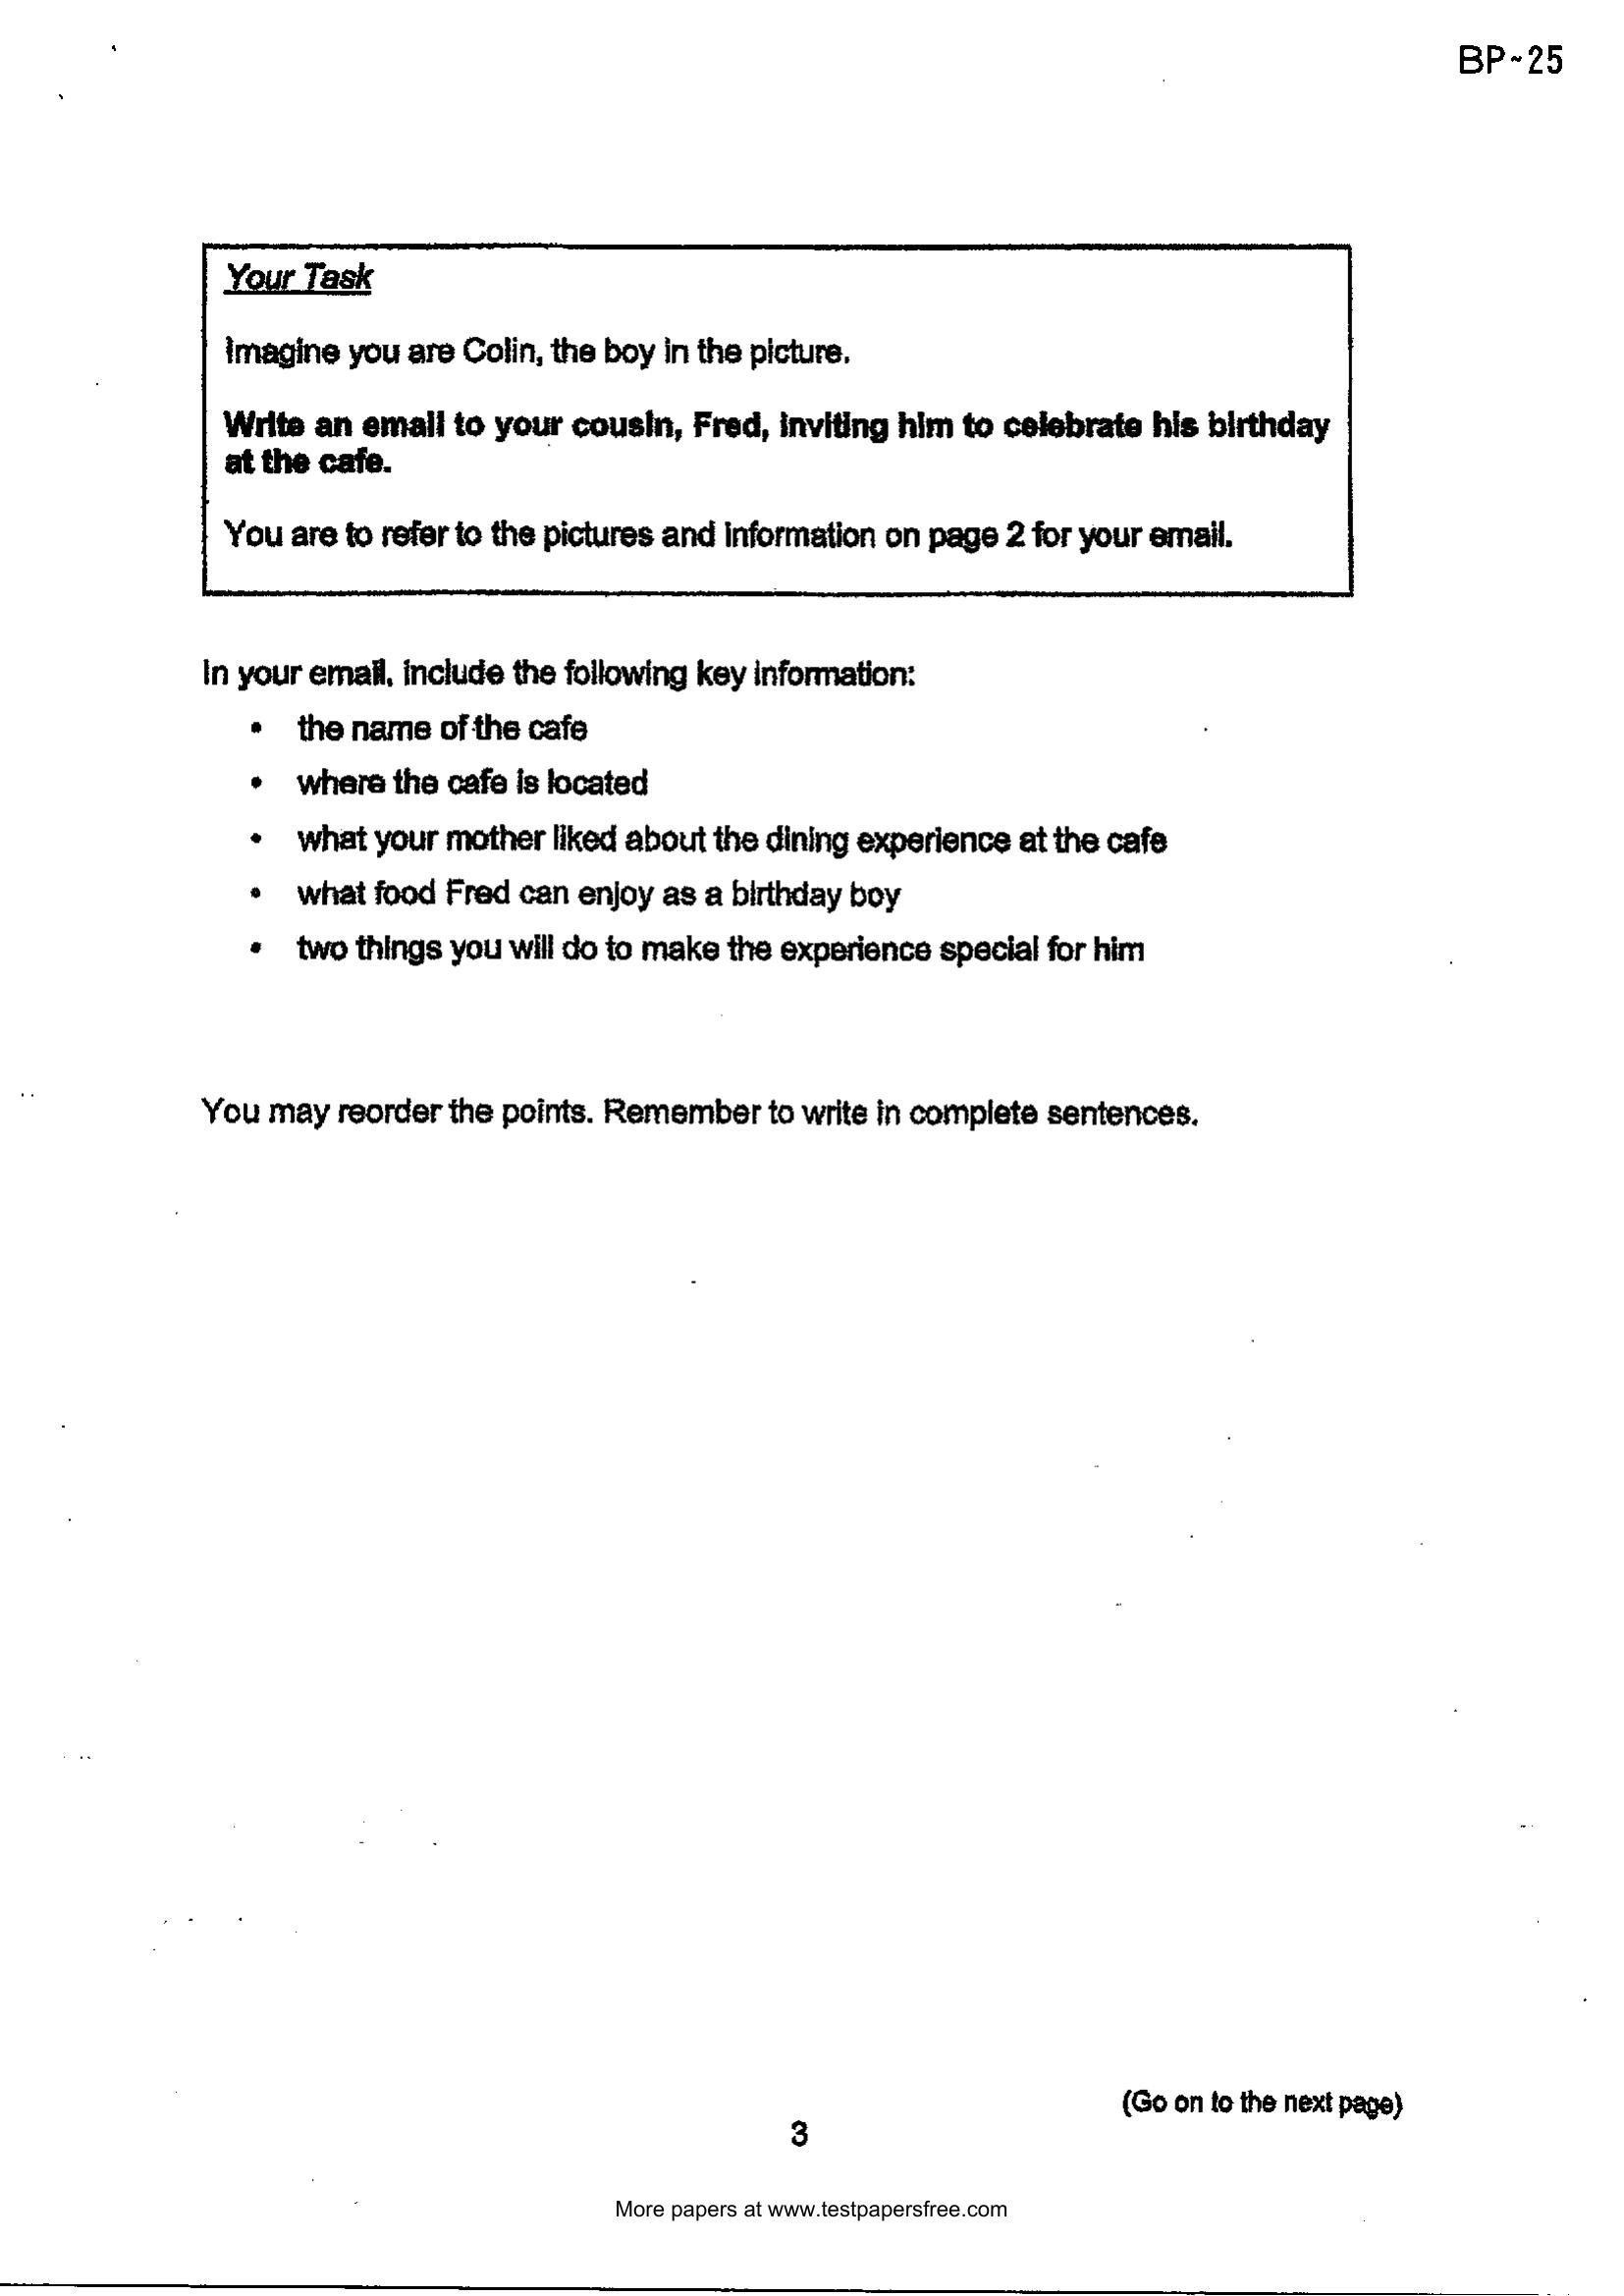 BP~25
Your Task
Imagine you are Colin, the boy in the picture.
Write an email to your cousin, Fred, inviting him to celebrate his birthday
at the cafe.
You are to refer to the pictures and information on page 2 for your email.
In your email, include the following key information:
• the name of the cafe
• where the cafe is located
• what your mother liked about the dining experience at the cafe
• what food Fred can enjoy as a birthday boy
• two things you will do to make the experience special for him
You may reorder the points. Remember to write in complete sentences.
(Go on to the next page)
3
More papers at www.testpapersfree.com